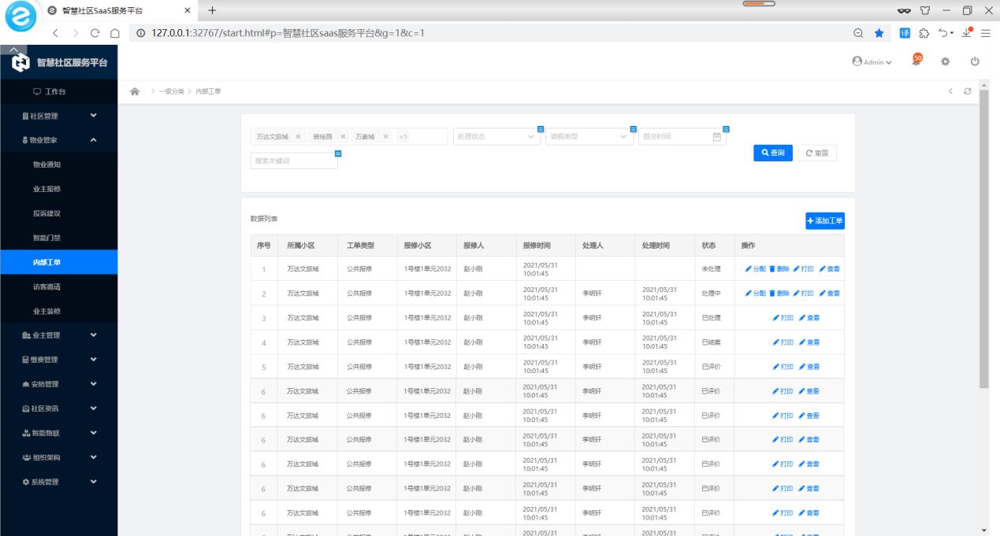 智慧社区SaaS服务平台
127.0.0.1:32767/start.html#p=智慧社区saas服务平台&g=1&c=1
译
智慧社区服务平台
Admin
50
工作台
社区管理
物业管家
物业通知
业主报修
投诉建议
智能门禁
内部工单
访客邀请
业主装修
业主管理
缴费管理
安防管理
社区资讯
智能物联
组织架构
系统管理
一级分类 内部工单
万达文旅城 碧桂园 万象城 +5 处理状态 请假类型 提交时间
搜索关键词
查询 重置
数据列表
添加工单
序号 所属小区 工单类型 报修小区 报修人 报修时间 处理人 处理时间 状态 操作
1 万达文旅城 公共报修 1号楼1单元2032 赵小刚 2021/05/31 10:01:45 未处理 分配 删除 打印 查看
2 万达文旅城 公共报修 1号楼1单元2032 赵小刚 2021/05/31 10:01:45 李明轩 2021/05/31 10:01:45 处理中 分配 删除 打印 查看
3 万达文旅城 公共报修 1号楼1单元2032 赵小刚 2021/05/31 10:01:45 李明轩 2021/05/31 10:01:45 已处理 打印 查看
4 万达文旅城 公共报修 1号楼1单元2032 赵小刚 2021/05/31 10:01:45 李明轩 2021/05/31 10:01:45 已结案 打印 查看
5 万达文旅城 公共报修 1号楼1单元2032 赵小刚 2021/05/31 10:01:45 李明轩 2021/05/31 10:01:45 已评价 打印 查看
6 万达文旅城 公共报修 1号楼1单元2032 赵小刚 2021/05/31 10:01:45 李明轩 2021/05/31 10:01:45 已评价 打印 查看
6 万达文旅城 公共报修 1号楼1单元2032 赵小刚 2021/05/31 10:01:45 李明轩 2021/05/31 10:01:45 已评价 打印 查看
6 万达文旅城 公共报修 1号楼1单元2032 赵小刚 2021/05/31 10:01:45 李明轩 2021/05/31 10:01:45 已评价 打印 查看
6 万达文旅城 公共报修 1号楼1单元2032 赵小刚 2021/05/31 10:01:45 李明轩 2021/05/31 10:01:45 已评价 打印 查看
6 万达文旅城 公共报修 1号楼1单元2032 赵小刚 2021/05/31 10:01:45 李明轩 2021/05/31 10:01:45 已评价 打印 查看
6 万达文旅城 公共报修 1号楼1单元2032 赵小刚 2021/05/31 10:01:45 李明轩 2021/05/31 10:01:45 已评价 打印 查看
2021/05/31 2021/05/31